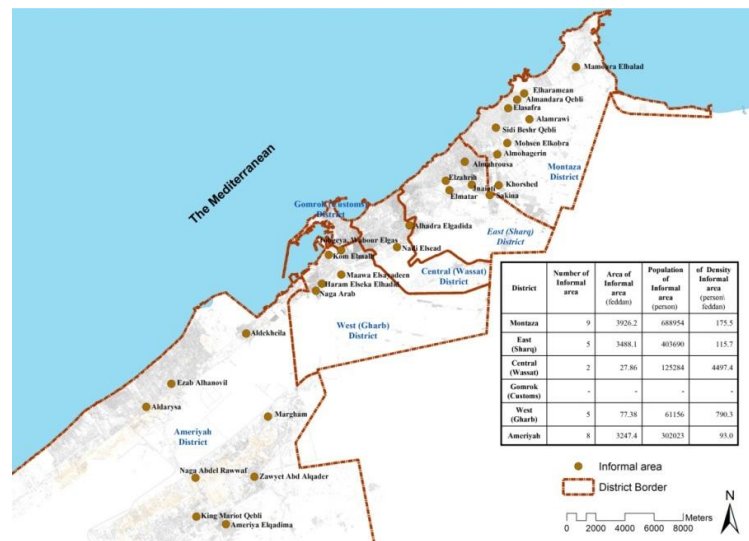 Mamoura Elbalad
Elharamean
Almandara Qebli
Elasafra
Alamrawi
Sidi Beshr Qebli
Mohsen Elkobra
Almohagerin
Almahrousa
Montaza
District
The Mediterranean
Elzahria
Jnainti
Khorshed
Elmatar
Sakina
Gomrok (Customs)
District
Alhadra Elgadida
East (Sharq)
District
Wabour Elgas
Nadi Elsead
Kom Elmalh
Central (Wassat)
District
Maawa Elsayadeen
Haram Elseka Elhadid
Naga Arab
West (Gharb)
District
Aldekheila
Ezab Alhanovil
Aldarysa
Margham
Ameriyah
District
Naga Abdel Rawwaf
Zawyet Abd Alqader
King Mariot Qebli
Ameriya Elqadima
District Number of Informal area Area of Informal area (feddan) Population of Informal area (person) of Density Informal area (person\ feddan)
Montaza 9 3926.2 688954 175.5
East (Sharq) 5 3488.1 403690 115.7
Central (Wassat) 2 27.86 125284 4497.4
Gomrok (Customs) - - - -
West (Gharb) 5 77.38 61156 790.3
Ameriyah 8 3247.4 302023 93.0
Informal area
District Border
N
Meters
0 2000 4000 6000 8000